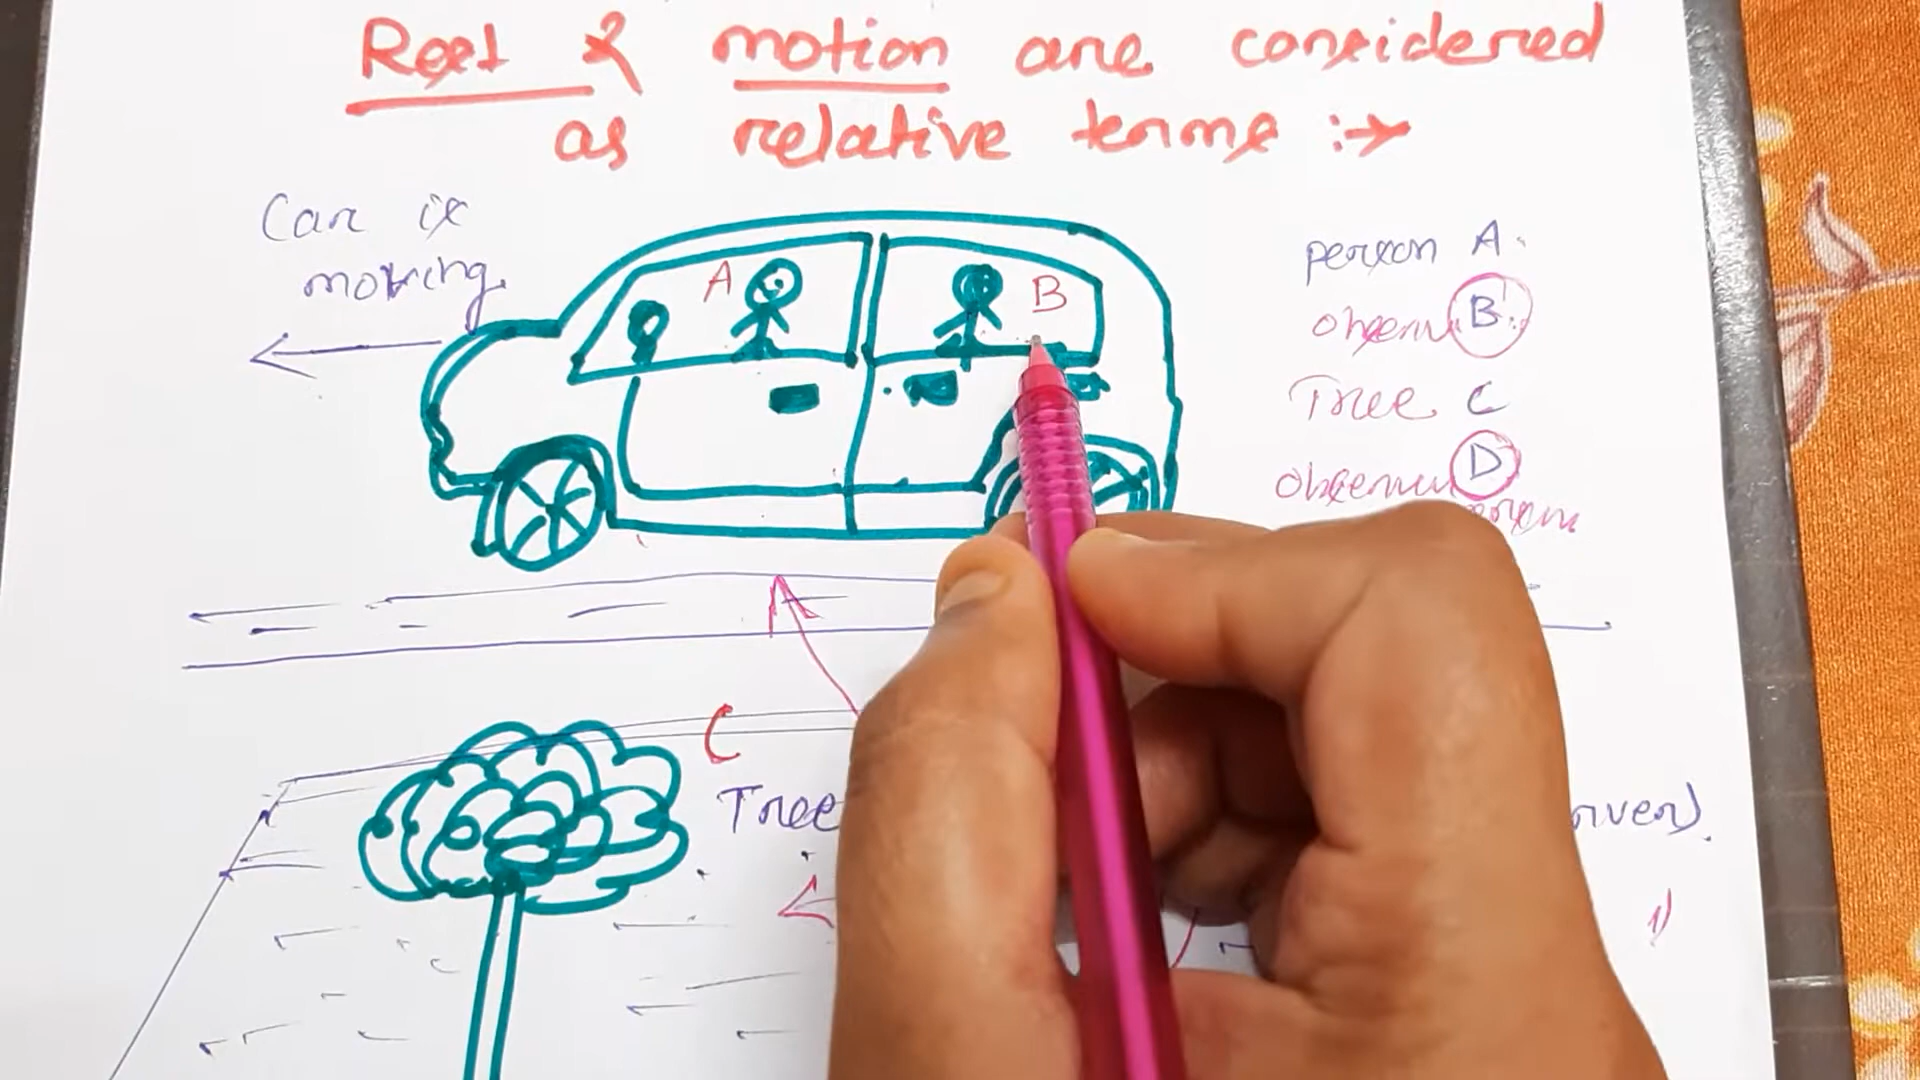 Rest & motion are considered
as relative terms :→
Car is
moving
A
B
person A.
observer B
Tree C
observer D
C
Tree